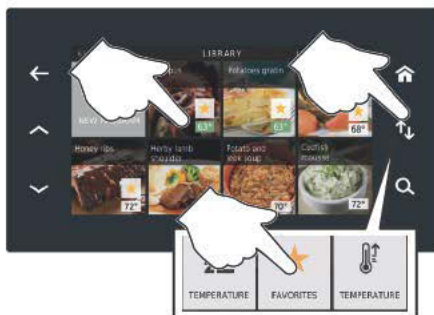 LIBRARY
Potatoes gratin
NEW
63°
63°
68°
Honey ribs
Herby lamb
shoulder
Potato and
leek soup
Codfish
mousse
72°
70°
72°
TEMPERATURE
FAVORITES
TEMPERATURE